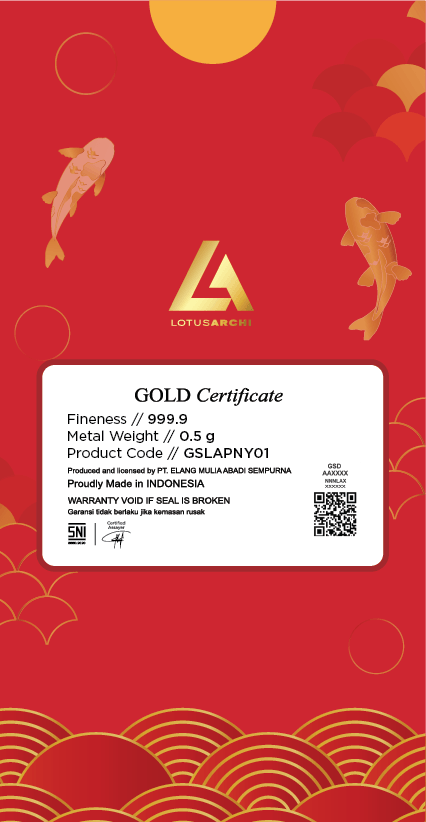 LOTUSARCHI
GOLD Certificate
Fineness // 999.9
Metal Weight // 0.5 g
Product Code // GSLAPNY01
Produced and licensed by PT. ELANG MULIA ABADI SEMPURNA
Proudly Made in INDONESIA
WARRANTY VOID IF SEAL IS BROKEN
Garansi tidak berlaku jika kemasan rusak
SNI
Certified
Assayer
GSD
AAXXXX
NNNLAX
XXXXXX